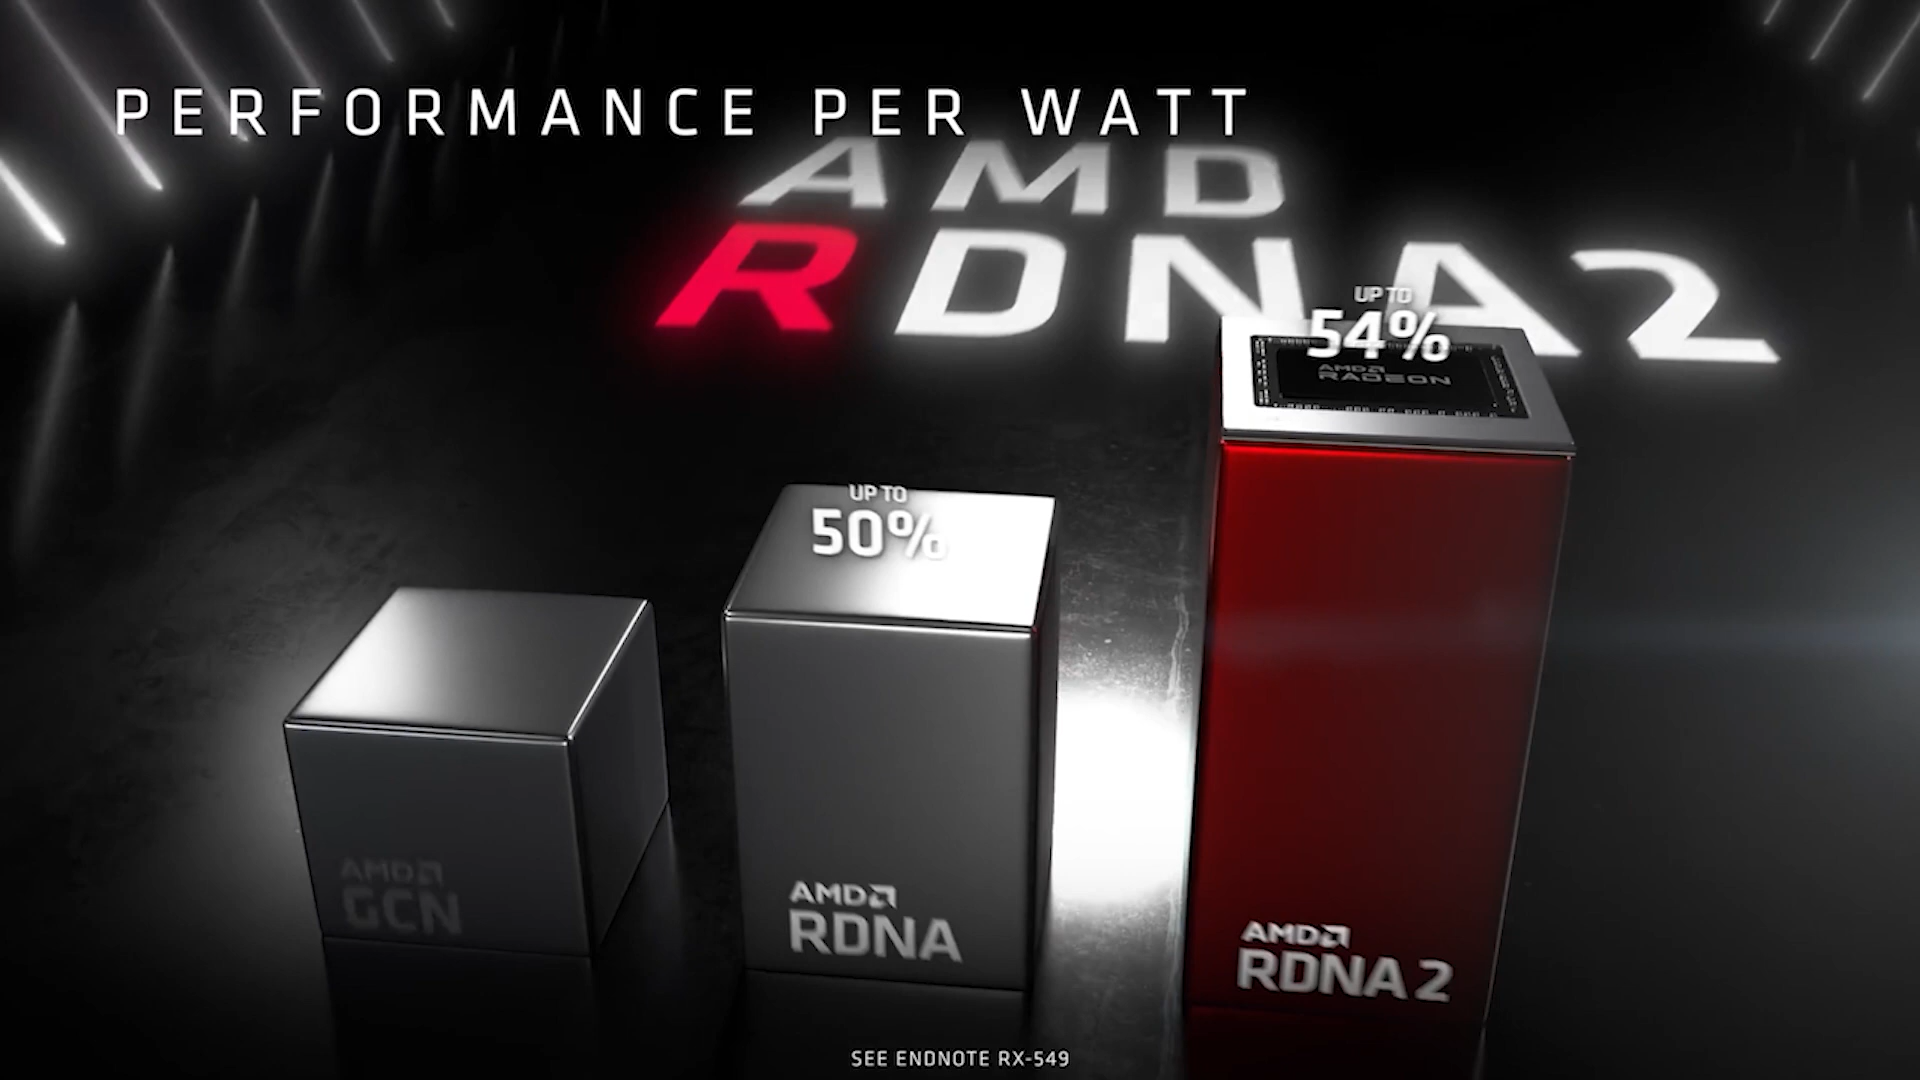 PERFORMANCE PER WATT
AMD
RDNA2
UP TO
54%
AMD
RADEON
UP TO
50%
AMD
GCN
AMD
RDNA
AMD
RDNA 2
SEE ENDNOTE RX-549